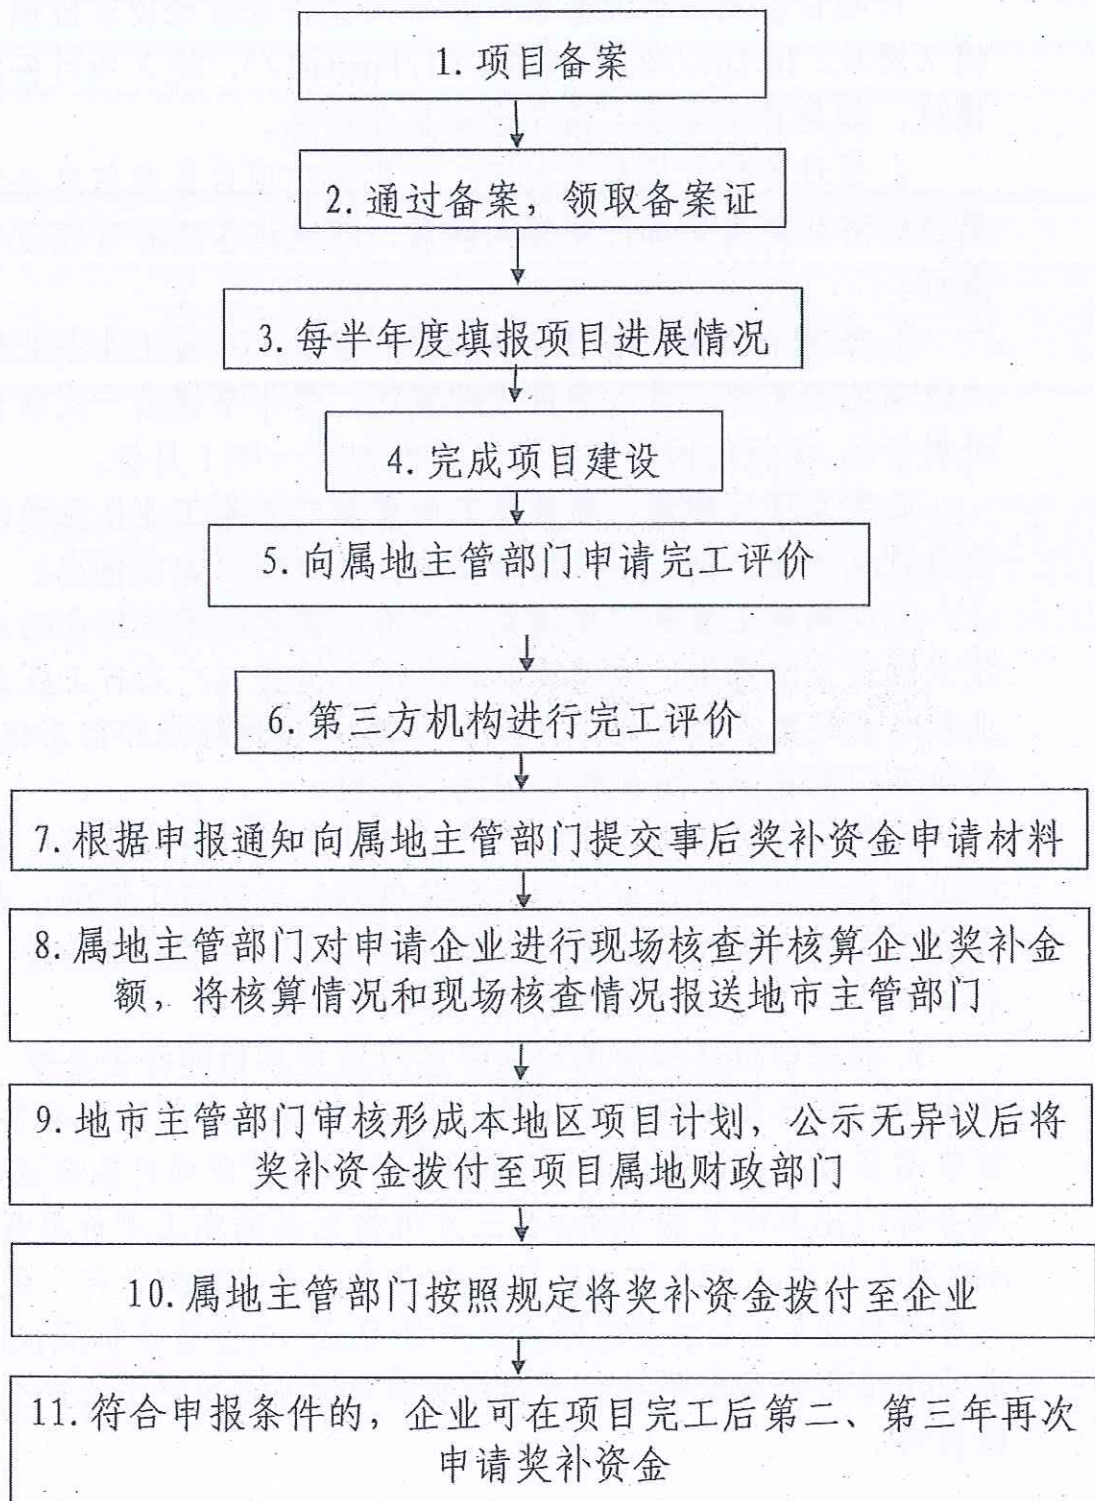 1.项目备案
2.通过备案，领取备案证
3.每半年度填报项目进展情况
4.完成项目建设
5.向属地主管部门申请完工评价
6.第三方机构进行完工评价
7.根据申报通知向属地主管部门提交事后奖补资金申请材料
8.属地主管部门对申请企业进行现场核查并核算企业奖补金
额，将核算情况和现场核查情况报送地市主管部门
9.地市主管部门审核形成本地区项目计划，公示无异议后将
奖补资金拨付至项目属地财政部门
10.属地主管部门按照规定将奖补资金拨付至企业
11.符合申报条件的，企业可在项目完工后第二、第三年再次
申请奖补资金